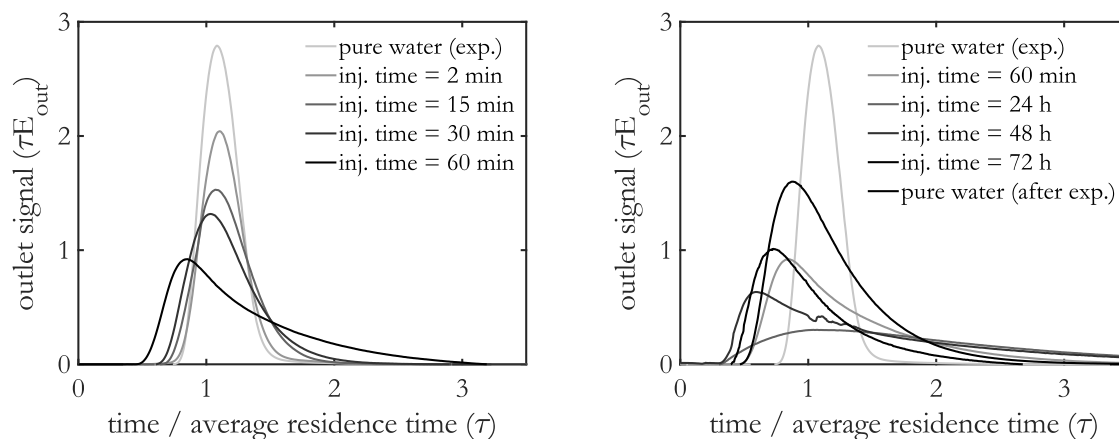 3
2
1
0
0
1
2
3
outlet signal (τE_out)
time / average residence time (τ)
pure water (exp.)
inj. time = 2 min
inj. time = 15 min
inj. time = 30 min
inj. time = 60 min
3
2
1
0
0
1
2
3
outlet signal (τE_out)
time / average residence time (τ)
pure water (exp.)
inj. time = 60 min
inj. time = 24 h
inj. time = 48 h
inj. time = 72 h
pure water (after exp.)